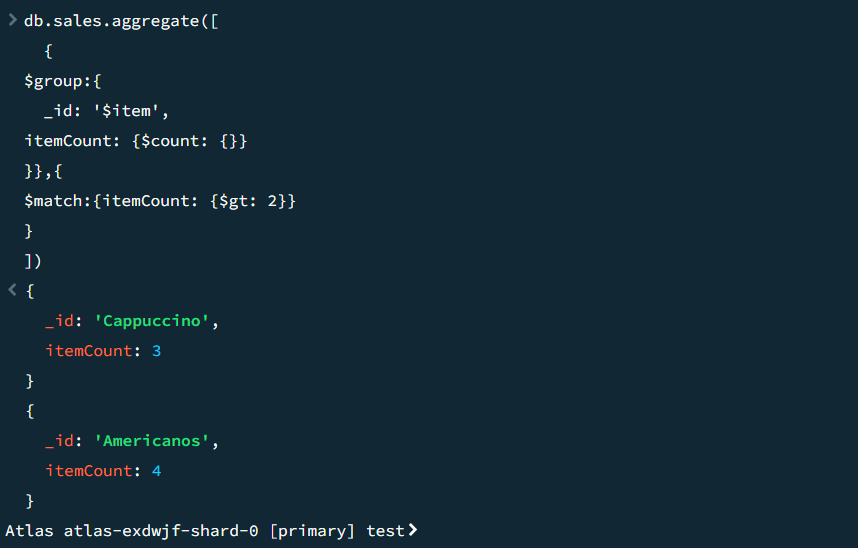 > db.sales.aggregate([
{
$group:{
_id: '$item',
itemCount: {$count: {}}
}},{
$match:{itemCount: {$gt: 2}}
}
])
< {
_id: 'Cappuccino',
itemCount: 3
}
{
_id: 'Americanos',
itemCount: 4
}
Atlas atlas-exdwjf-shard-0 [primary] test>